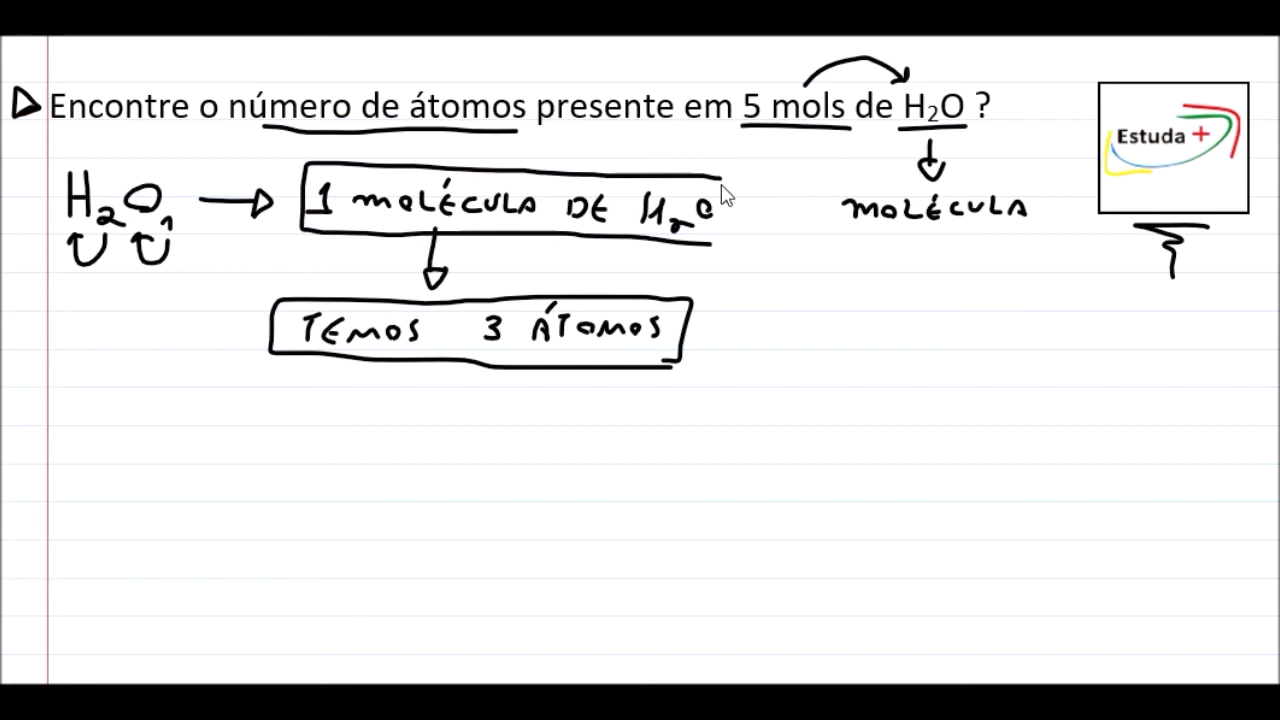 Encontre o número de átomos presente em 5 mols de H₂O ?
Estuda +
H₂O₁ → 1 MOLÉCULA DE H₂O
MOLÉCULA
TEMOS 3 ÁTOMOS